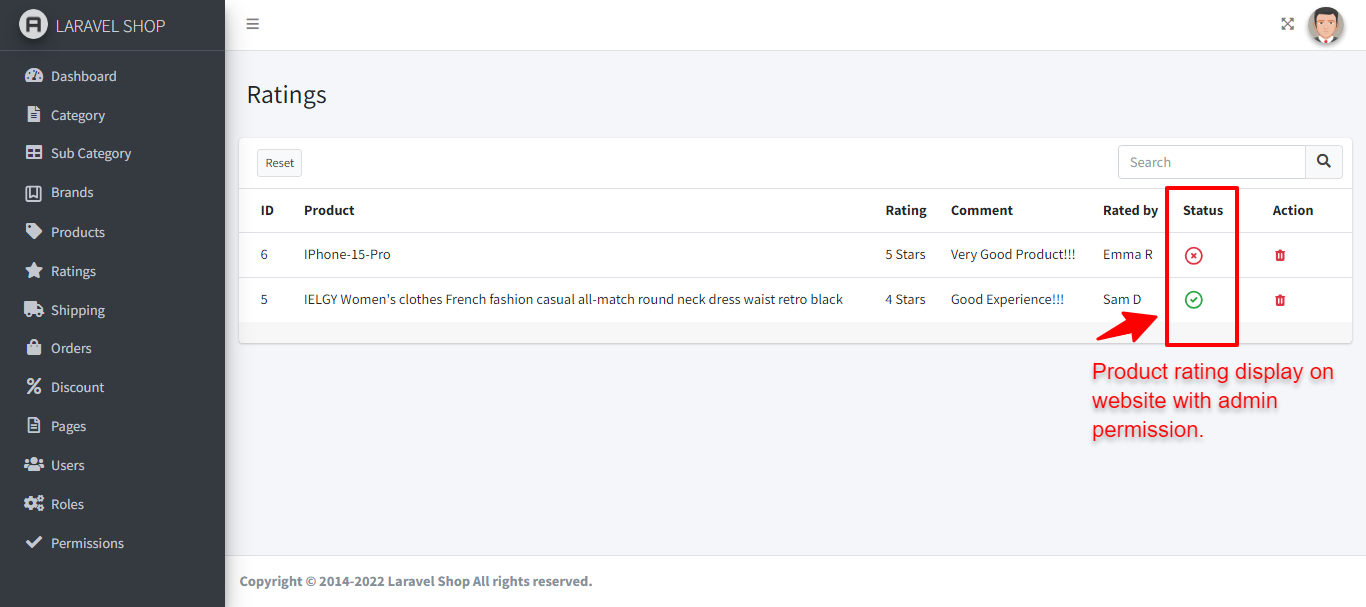 LARAVEL SHOP
Dashboard
Category
Sub Category
Brands
Products
Ratings
Shipping
Orders
Discount
Pages
Users
Roles
Permissions
Ratings
Reset
Search
ID Product Rating Comment Rated by Status Action
6 IPhone-15-Pro 5 Stars Very Good Product!!! Emma R
5 IELGY Women's clothes French fashion casual all-match round neck dress waist retro black 4 Stars Good Experience!!! Sam D
Product rating display on
website with admin
permission.
Copyright © 2014-2022 Laravel Shop All rights reserved.